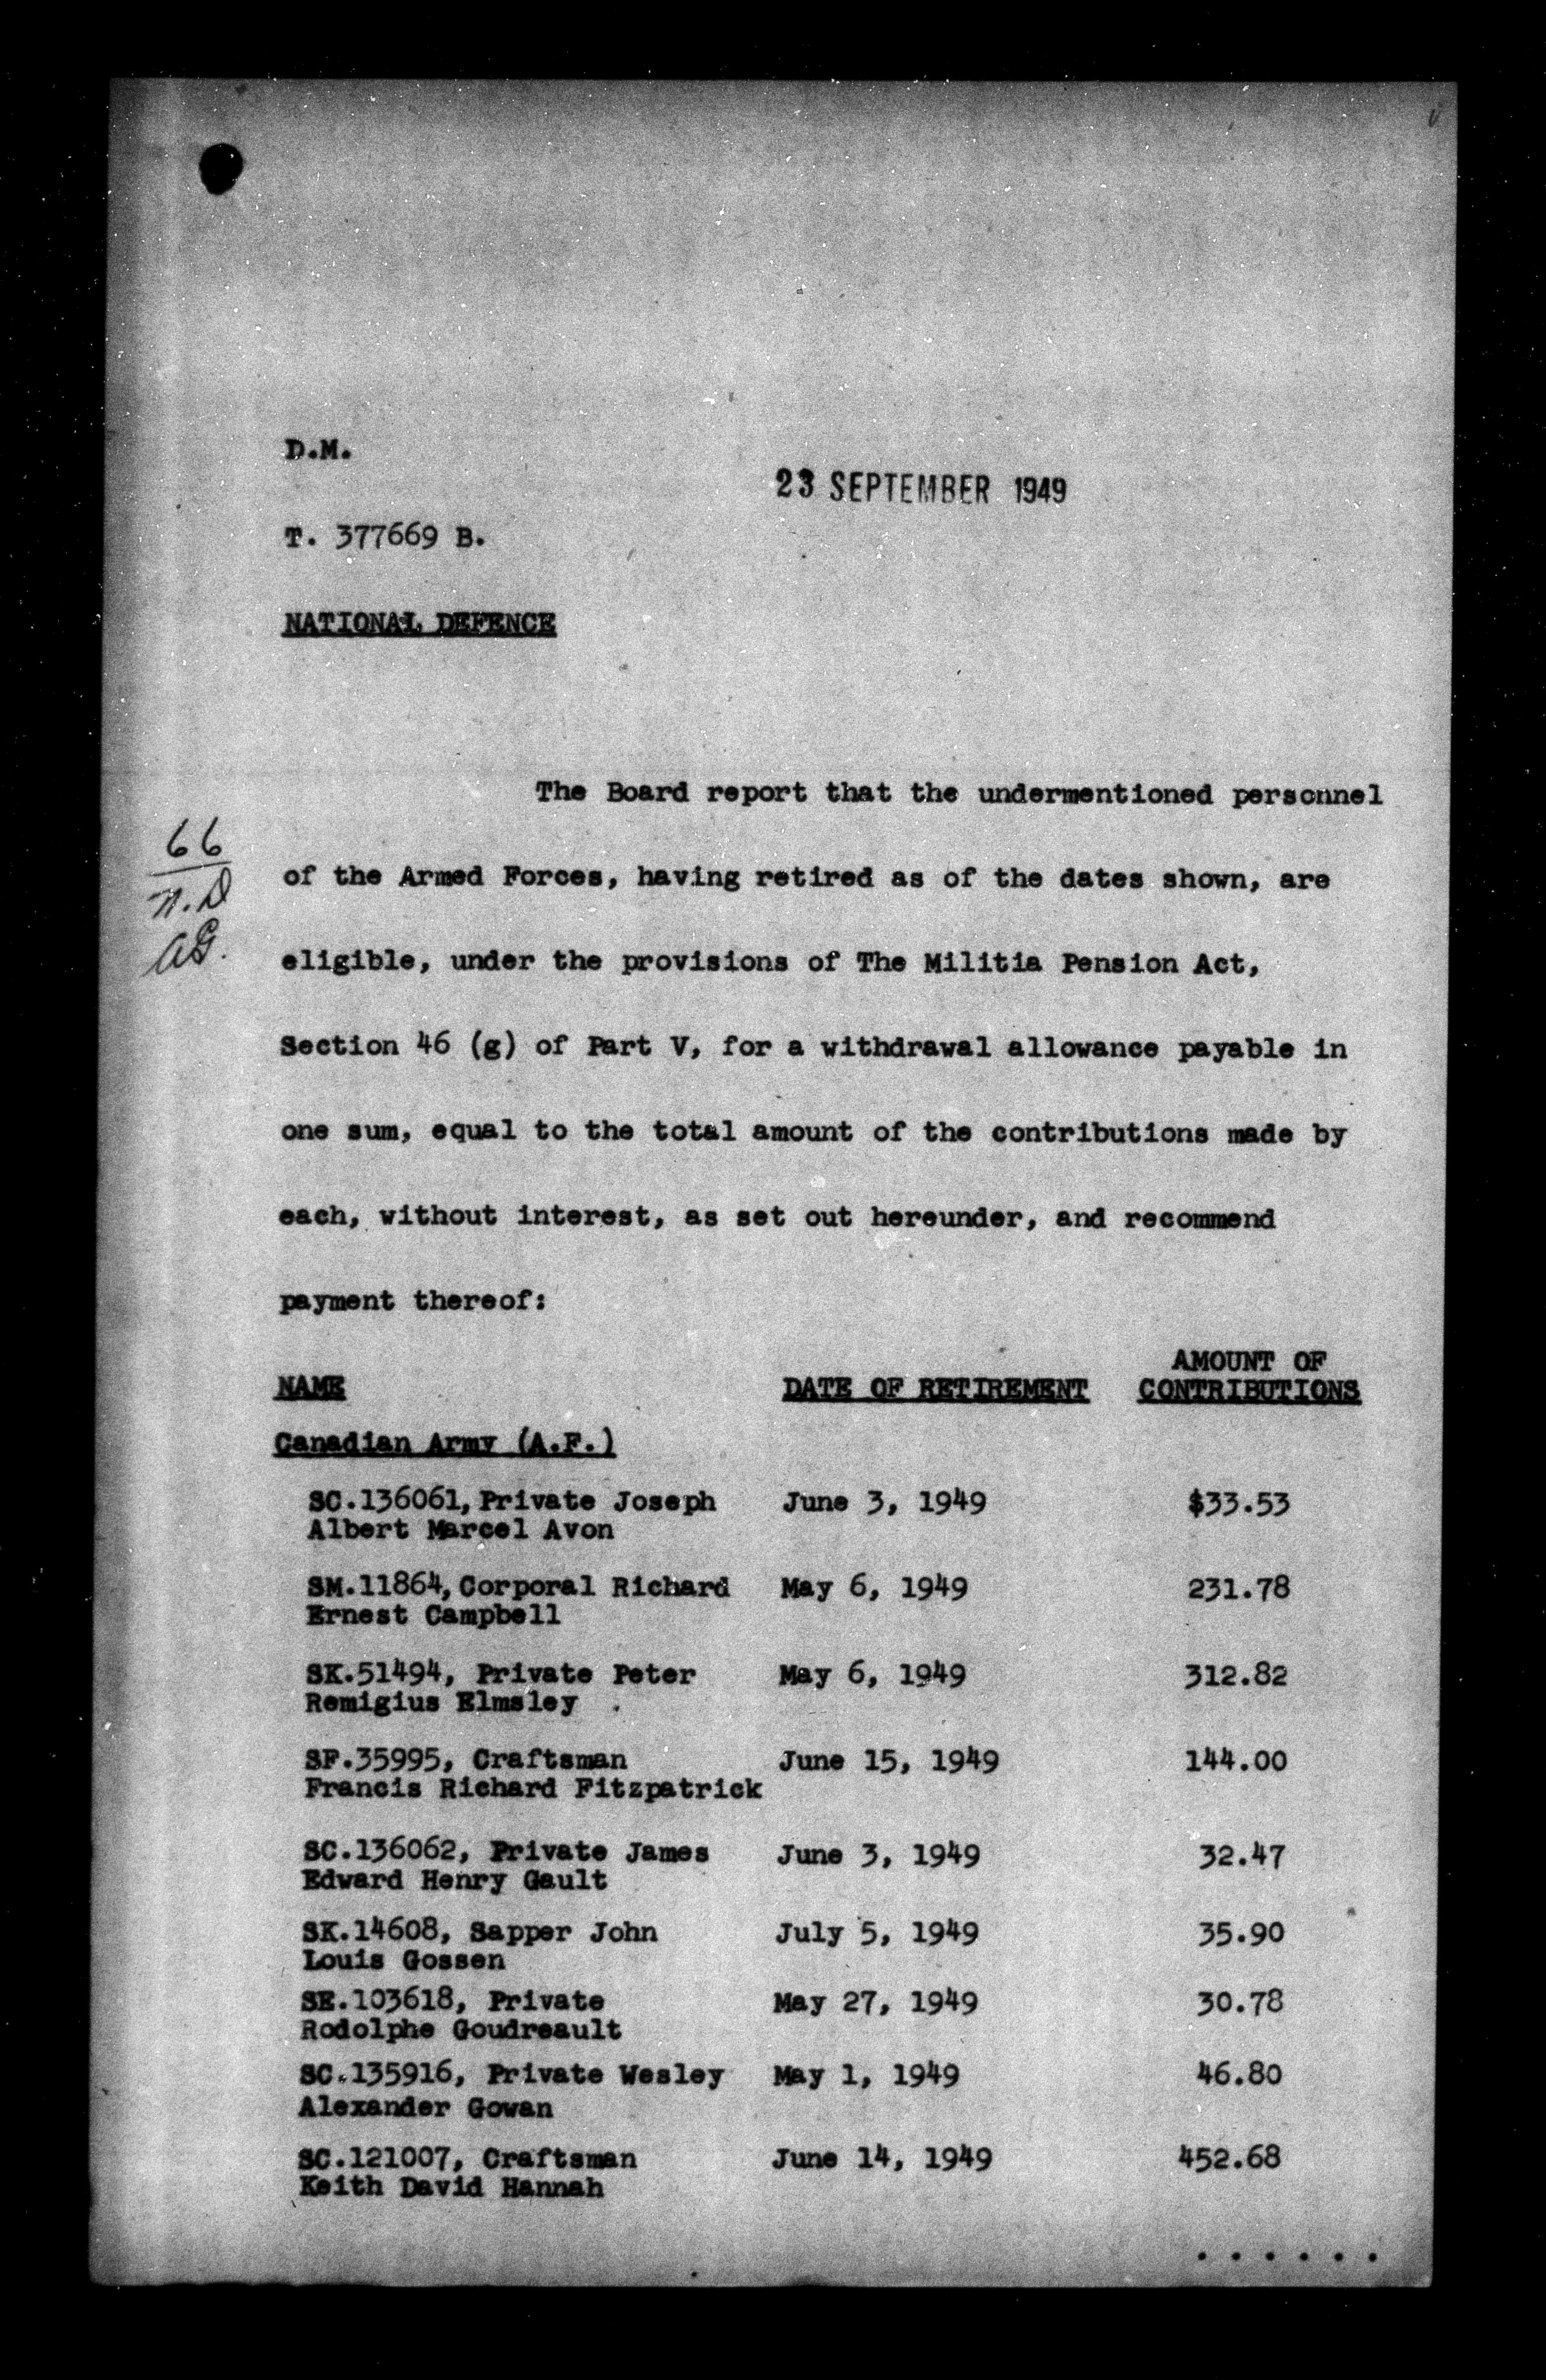 D.M.
23 SEPTEMBER 1949
T. 377669 B.
NATIONAL DEFENCE
The Board report that the undermentioned personnel
66
of the Armed Forces, having retired as of the dates shown, are
N.D
AG.
eligible, under the provisions of The Militia Pension Act,
Section 46 (g) of Part V, for a withdrawal allowance payable in
one sum, equal to the total amount of the contributions made by
each, without interest, as set out hereunder, and recommend
payment thereof:
NAME DATE OF RETIREMENT AMOUNT OF
CONTRIBUTIONS
Canadian Army (A.F.)
SC.136061, Private Joseph June 3, 1949 $33.53
Albert Marcel Avon
SM.11864, Corporal Richard May 6, 1949 231.78
Ernest Campbell
SK.51494, Private Peter May 6, 1949 312.82
Remigius Elmsley .
SF.35995, Craftsman June 15, 1949 144.00
Francis Richard Fitzpatrick
SC.136062, Private James June 3, 1949 32.47
Edward Henry Gault
SK.14608, Sapper John July 5, 1949 35.90
Louis Gossen
SE.103618, Private May 27, 1949 30.78
Rodolphe Goudreault
SC.135916, Private Wesley May 1, 1949 46.80
Alexander Gowan
SC.121007, Craftsman June 14, 1949 452.68
Keith David Hannah
......